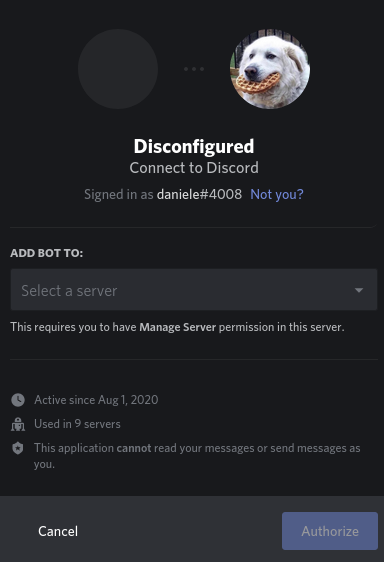 Disconfigured
Connect to Discord
Signed in as daniele#4008 Not you?
ADD BOT TO:
Select a server
This requires you to have Manage Server permission in this server.
Active since Aug 1, 2020
Used in 9 servers
This application cannot read your messages or send messages as
you.
Cancel
Authorize